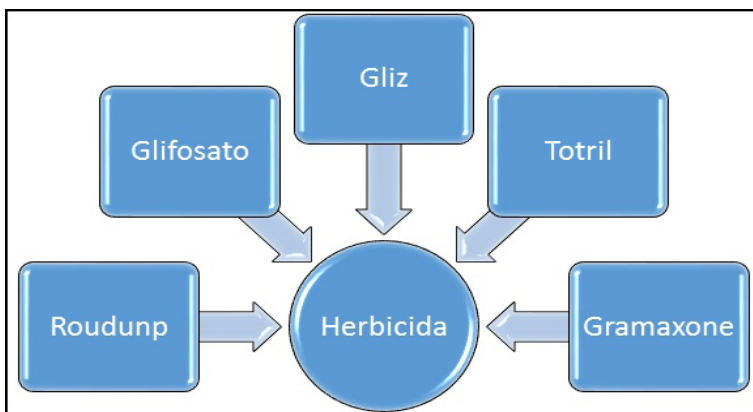 Gliz
Glifosato
Totril
Roudunp
Herbicida
Gramaxone